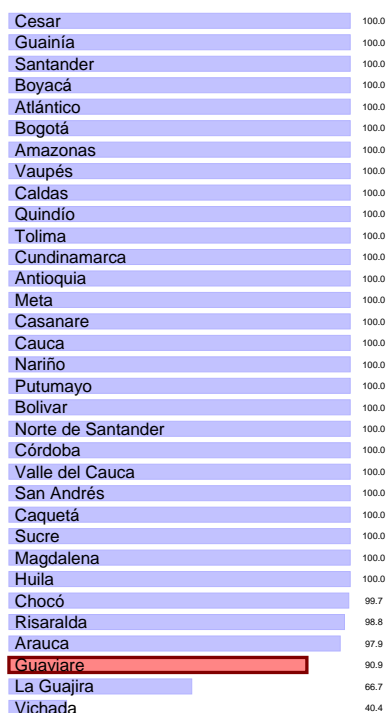 Cesar 100.0
Guainía 100.0
Santander 100.0
Boyacá 100.0
Atlántico 100.0
Bogotá 100.0
Amazonas 100.0
Vaupés 100.0
Caldas 100.0
Quindío 100.0
Tolima 100.0
Cundinamarca 100.0
Antioquia 100.0
Meta 100.0
Casanare 100.0
Cauca 100.0
Nariño 100.0
Putumayo 100.0
Bolivar 100.0
Norte de Santander 100.0
Córdoba 100.0
Valle del Cauca 100.0
San Andrés 100.0
Caquetá 100.0
Sucre 100.0
Magdalena 100.0
Huila 100.0
Chocó 99.7
Risaralda 98.8
Arauca 97.9
Guaviare 90.9
La Guajira 66.7
Vichada 40.4